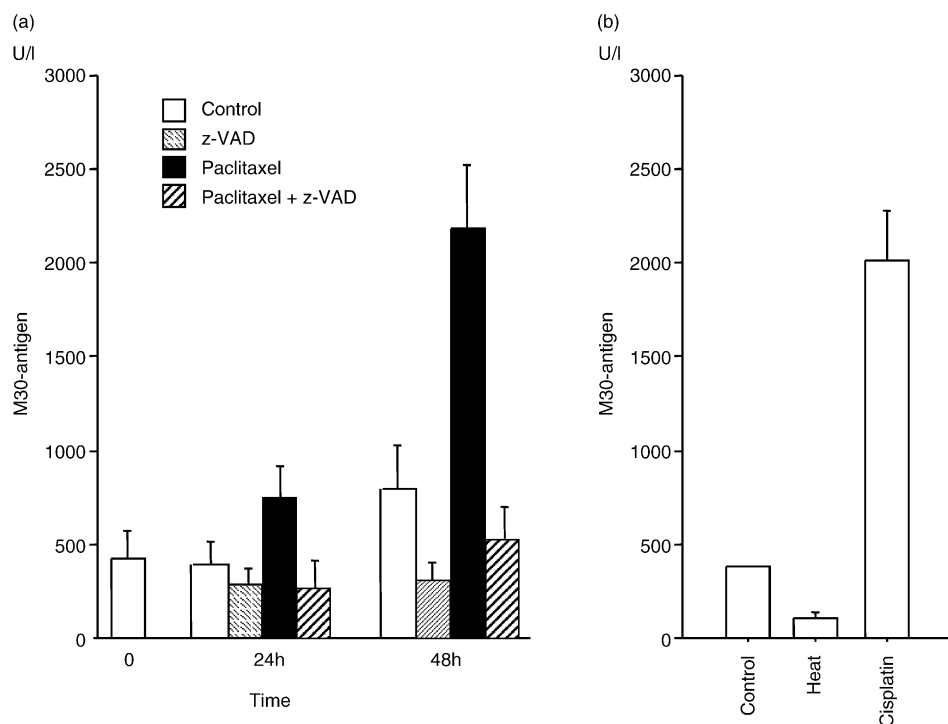 (a)
U/l
3000
2500
2000
1500
1000
500
0
M30-antigen
Control
z-VAD
Paclitaxel
Paclitaxel + z-VAD
0
24h
48h
Time
(b)
U/l
3000
2500
2000
1500
1000
500
0
M30-antigen
Control
Heat
Cisplatin